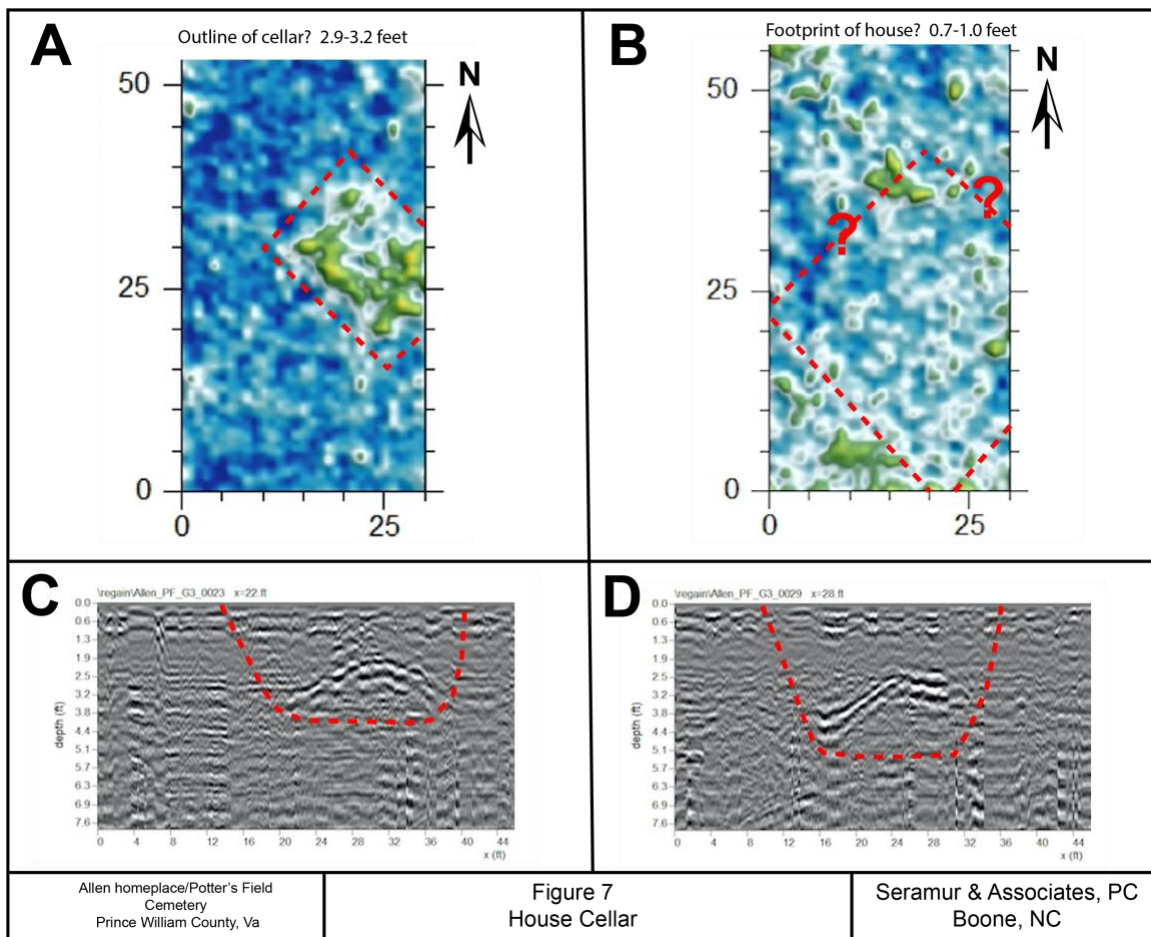 A
Outline of cellar? 2.9-3.2 feet
N
50
25
0
0 25
B
Footprint of house? 0.7-1.0 feet
N
50
25
0
0 25
?
?
C
\regain\Allen_PF_G3_0023 x=22.ft
0.0
0.6
1.3
1.9
2.5
3.2
3.8
4.4
5.1
5.7
6.3
6.9
7.6
depth (ft)
0 4 8 12 16 20 24 28 32 36 40 44
x (ft)
D
\regain\Allen_PF_G3_0029 x=28.ft
0.0
0.6
1.3
1.9
2.5
3.2
3.8
4.4
5.1
5.7
6.3
6.9
7.6
depth (ft)
0 4 8 12 16 20 24 28 32 36 40 44
x (ft)
Allen homeplace/Potter's Field
Cemetery
Prince William County, Va
Figure 7
House Cellar
Seramur & Associates, PC
Boone, NC